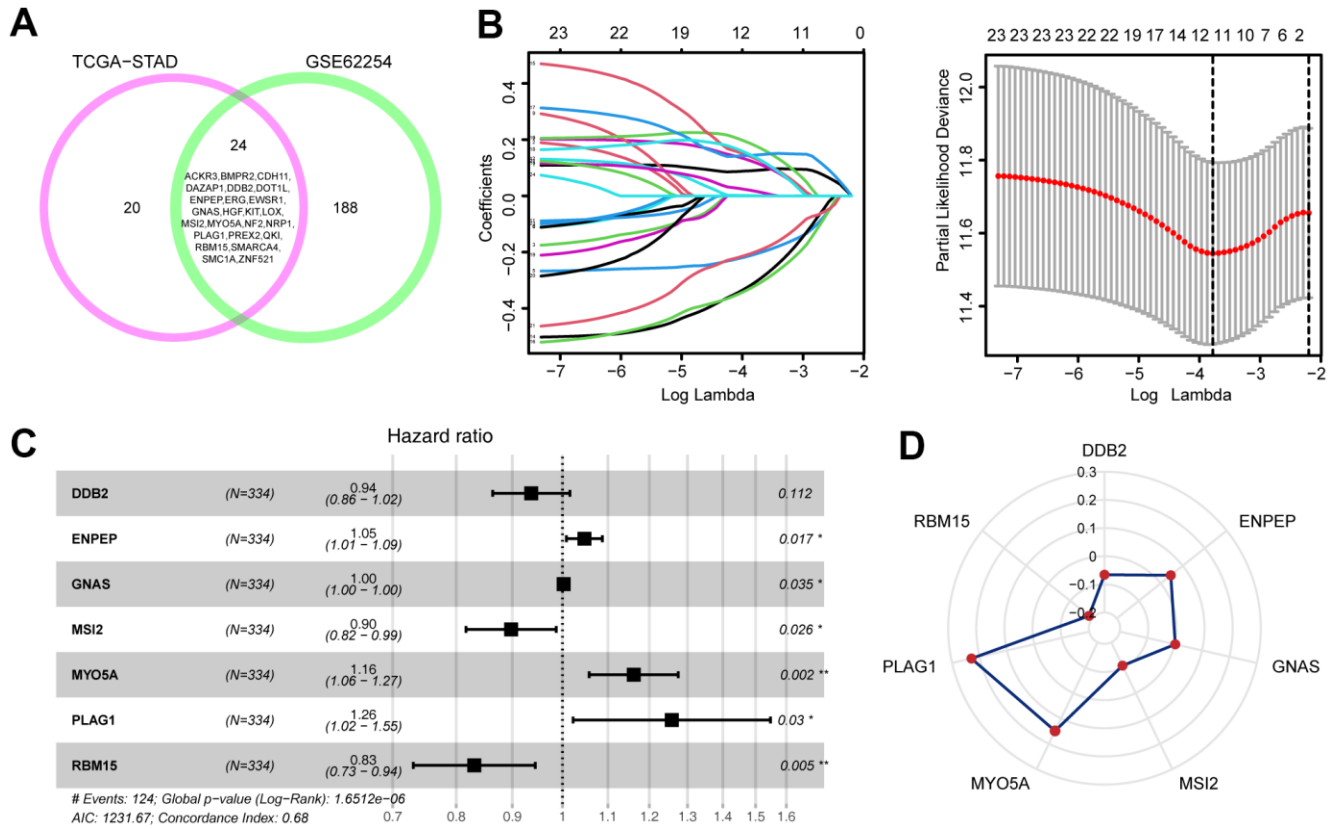 A
TCGA−STAD
GSE62254
24
20
188
ACKR3,BMPR2,CDH11,
DAZAP1,DDB2,DOT1L,
ENPEP,ERG,EWSR1,
GNAS,HGF,KIT,LOX,
MSI2,MYO5A,NF2,NRP1,
PLAG1,PREX2,QKI,
RBM15,SMARCA4,
SMC1A,ZNF521
B
23 22 19 12 11 0
Coefficients
0.4
0.2
0.0
−0.2
−0.4
−7 −6 −5 −4 −3 −2
Log Lambda
23 23 23 23 22 22 19 17 14 12 11 10 7 6 2
Partial Likelihood Deviance
12.0
11.8
11.6
11.4
−7 −6 −5 −4 −3 −2
Log Lambda
C
Hazard ratio
DDB2 (N=334) 0.94 (0.86 − 1.02) 0.112
ENPEP (N=334) 1.05 (1.01 − 1.09) 0.017 *
GNAS (N=334) 1.00 (1.00 − 1.00) 0.035 *
MSI2 (N=334) 0.90 (0.82 − 0.99) 0.026 *
MYO5A (N=334) 1.16 (1.06 − 1.27) 0.002 **
PLAG1 (N=334) 1.26 (1.02 − 1.55) 0.03 *
RBM15 (N=334) 0.83 (0.73 − 0.94) 0.005 **
# Events: 124; Global p−value (Log−Rank): 1.6512e−06
AIC: 1231.67; Concordance Index: 0.68
0.7 0.8 0.9 1 1.1 1.2 1.3 1.4 1.5 1.6
D
DDB2
ENPEP
GNAS
MSI2
MYO5A
PLAG1
RBM15
0.3
0.2
0.1
0
−0.1
−0.2